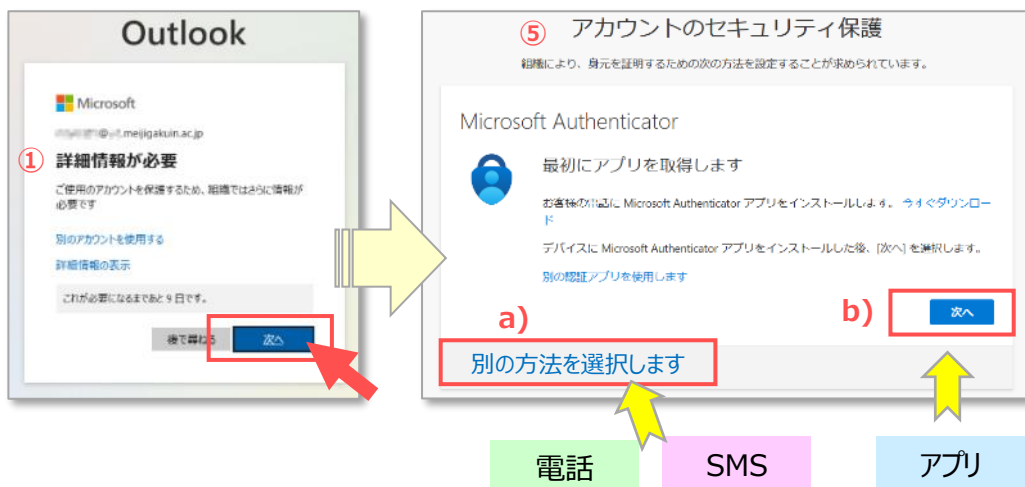 Outlook
Microsoft
meijigakuin.ac.jp
①
詳細情報が必要
ご使用のアカウントを保護するため、組織ではさらに情報が
必要です
別のアカウントを使用する
詳細情報の表示
これが必要になるまであと 9 日です。
後で尋ねる
次へ
⑤
アカウントのセキュリティ保護
組織により、身元を証明するための次の方法を設定することが求められています。
Microsoft Authenticator
最初にアプリを取得します
お客様の電話に Microsoft Authenticator アプリをインストールします。 今すぐダウンロー
ド
デバイスに Microsoft Authenticator アプリをインストールした後、[次へ] を選択します。
別の認証アプリを使用します
a)
b)
次へ
別の方法を選択します
電話
SMS
アプリ